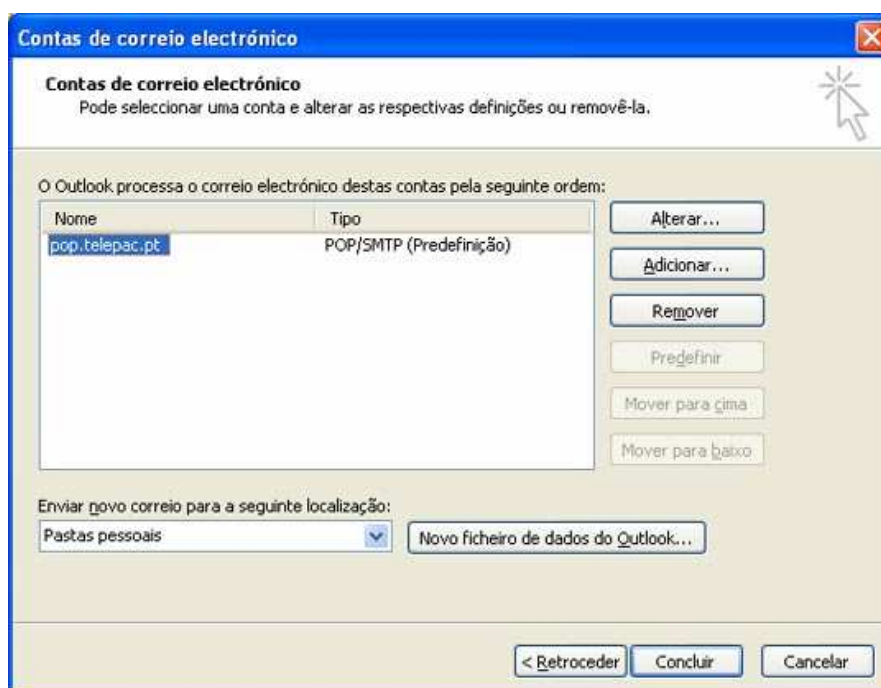 Contas de correio electrónico
Contas de correio electrónico
Pode seleccionar uma conta e alterar as respectivas definições ou removê-la.
O Outlook processa o correio electrónico destas contas pela seguinte ordem:
Nome Tipo
pop.telepac.pt POP/SMTP (Predefinição)
Alterar...
Adicionar...
Remover
Predefinir
Mover para cima
Mover para baixo
Enviar novo correio para a seguinte localização:
Pastas pessoais Novo ficheiro de dados do Outlook...
< Retroceder Concluir Cancelar